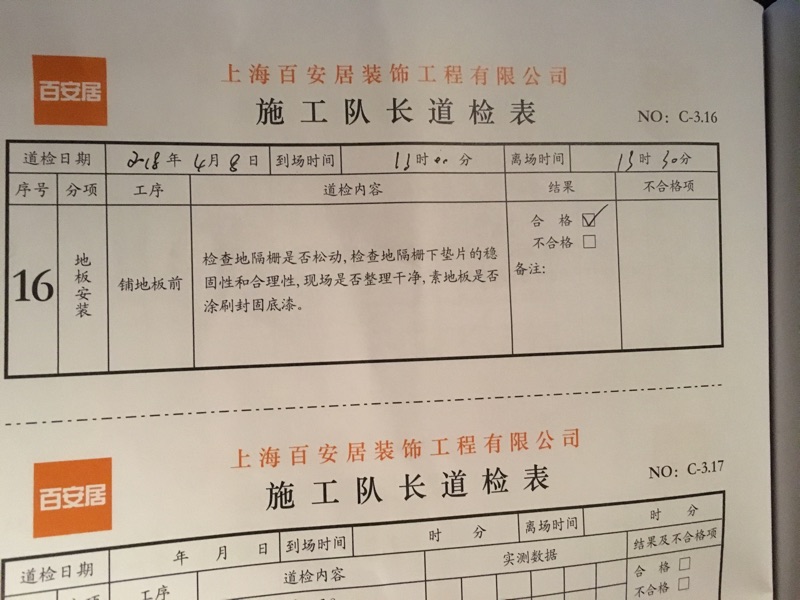 百安居
上海百安居装饰工程有限公司
施工队长道检表
NO: C-3.16
道检日期 2018年 4月 8日 到场时间 时 00 分 离场时间 时 30分
序号 分项 工序 道检内容 结果 不合格项
16 地板安装 铺地板前
检查地隔栅是否松动,检查地隔栅下垫片的稳
固性和合理性,现场是否整理干净,素地板是否
涂刷封固底漆。
合 格 ☑
不合格 □
备注:
百安居
上海百安居装饰工程有限公司
施工队长道检表
NO: C-3.17
道检日期 年 月 日 到场时间 时 分 离场时间 时 分
工序 道检内容 实测数据 结果及不合格项
合 格 □
不合格 □